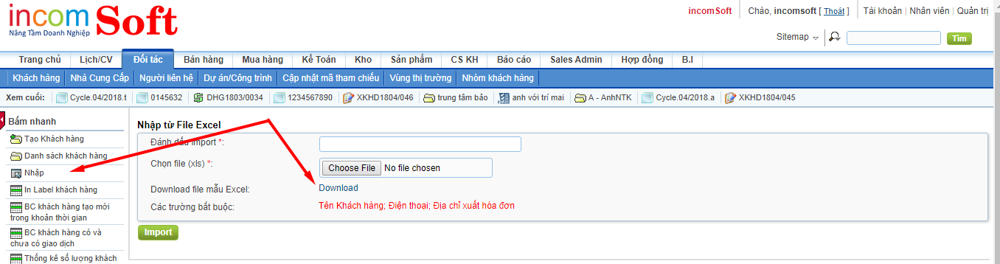 incom Soft
Nâng Tầm Doanh Nghiệp
incomSoft
Chào, incomsoft [ Thoát ]
Tài khoản | Nhân viên | Quản trị
Sitemap
Tìm
Trang chủ Lịch/CV Đối tác Bán hàng Mua hàng Kế Toán Kho Sản phẩm CS KH Báo cáo Sales Admin Hợp đồng B.I
Khách hàng Nhà Cung Cấp Người liên hệ Dự án/Công trình Cập nhật mã tham chiếu Vùng thị trường Nhóm khách hàng
Xem cuối: Cycle.04/2018.t 0145632 DHG1803/0034 1234567890 XKHD1804/046 trung tâm bảo anh với trí mai A - AnhNTK Cycle.04/2018.a XKHD1804/045
Bấm nhanh
Tạo Khách hàng
Danh sách khách hàng
Nhập
In Label khách hàng
BC khách hàng tạo mới
trong khoản thời gian
BC khách hàng có và
chưa có giao dịch
Thống kê số lượng khách
Nhập từ File Excel
Đánh dấu import *:
Chọn file (xls) *: Choose File No file chosen
Download file mẫu Excel: Download
Các trường bắt buộc: Tên Khách hàng; Điện thoại; Địa chỉ xuất hóa đơn
Import